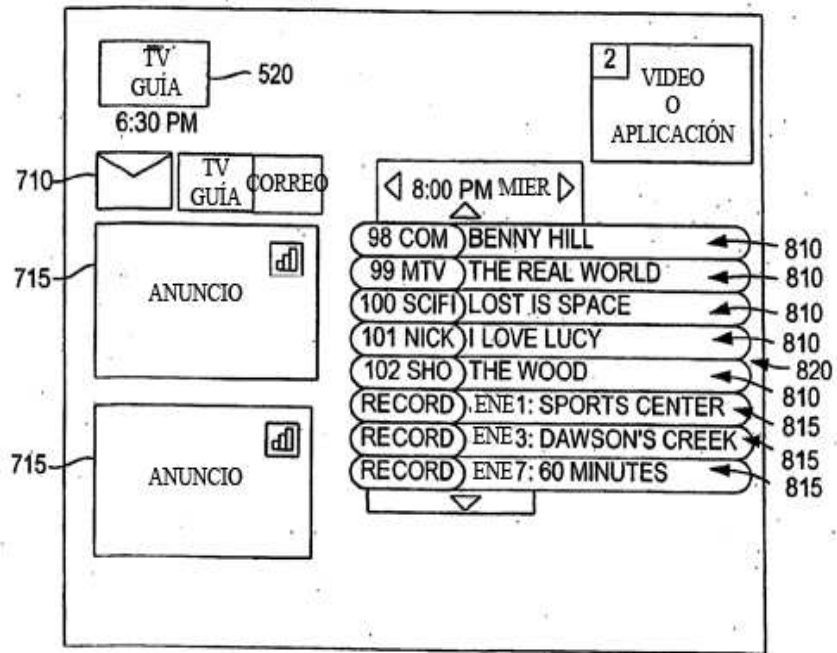 TV
GUÍA
520
6:30 PM
2
VIDEO
O
APLICACIÓN
710
TV
GUÍA
CORREO
8:00 PM MIER
715
ANUNCIO
98 COM BENNY HILL 810
99 MTV THE REAL WORLD 810
100 SCIFI LOST IS SPACE 810
101 NICK I LOVE LUCY 810
820
102 SHO THE WOOD 810
RECORD ENE 1: SPORTS CENTER 815
RECORD ENE 3: DAWSON'S CREEK 815
RECORD ENE 7: 60 MINUTES 815
715
ANUNCIO